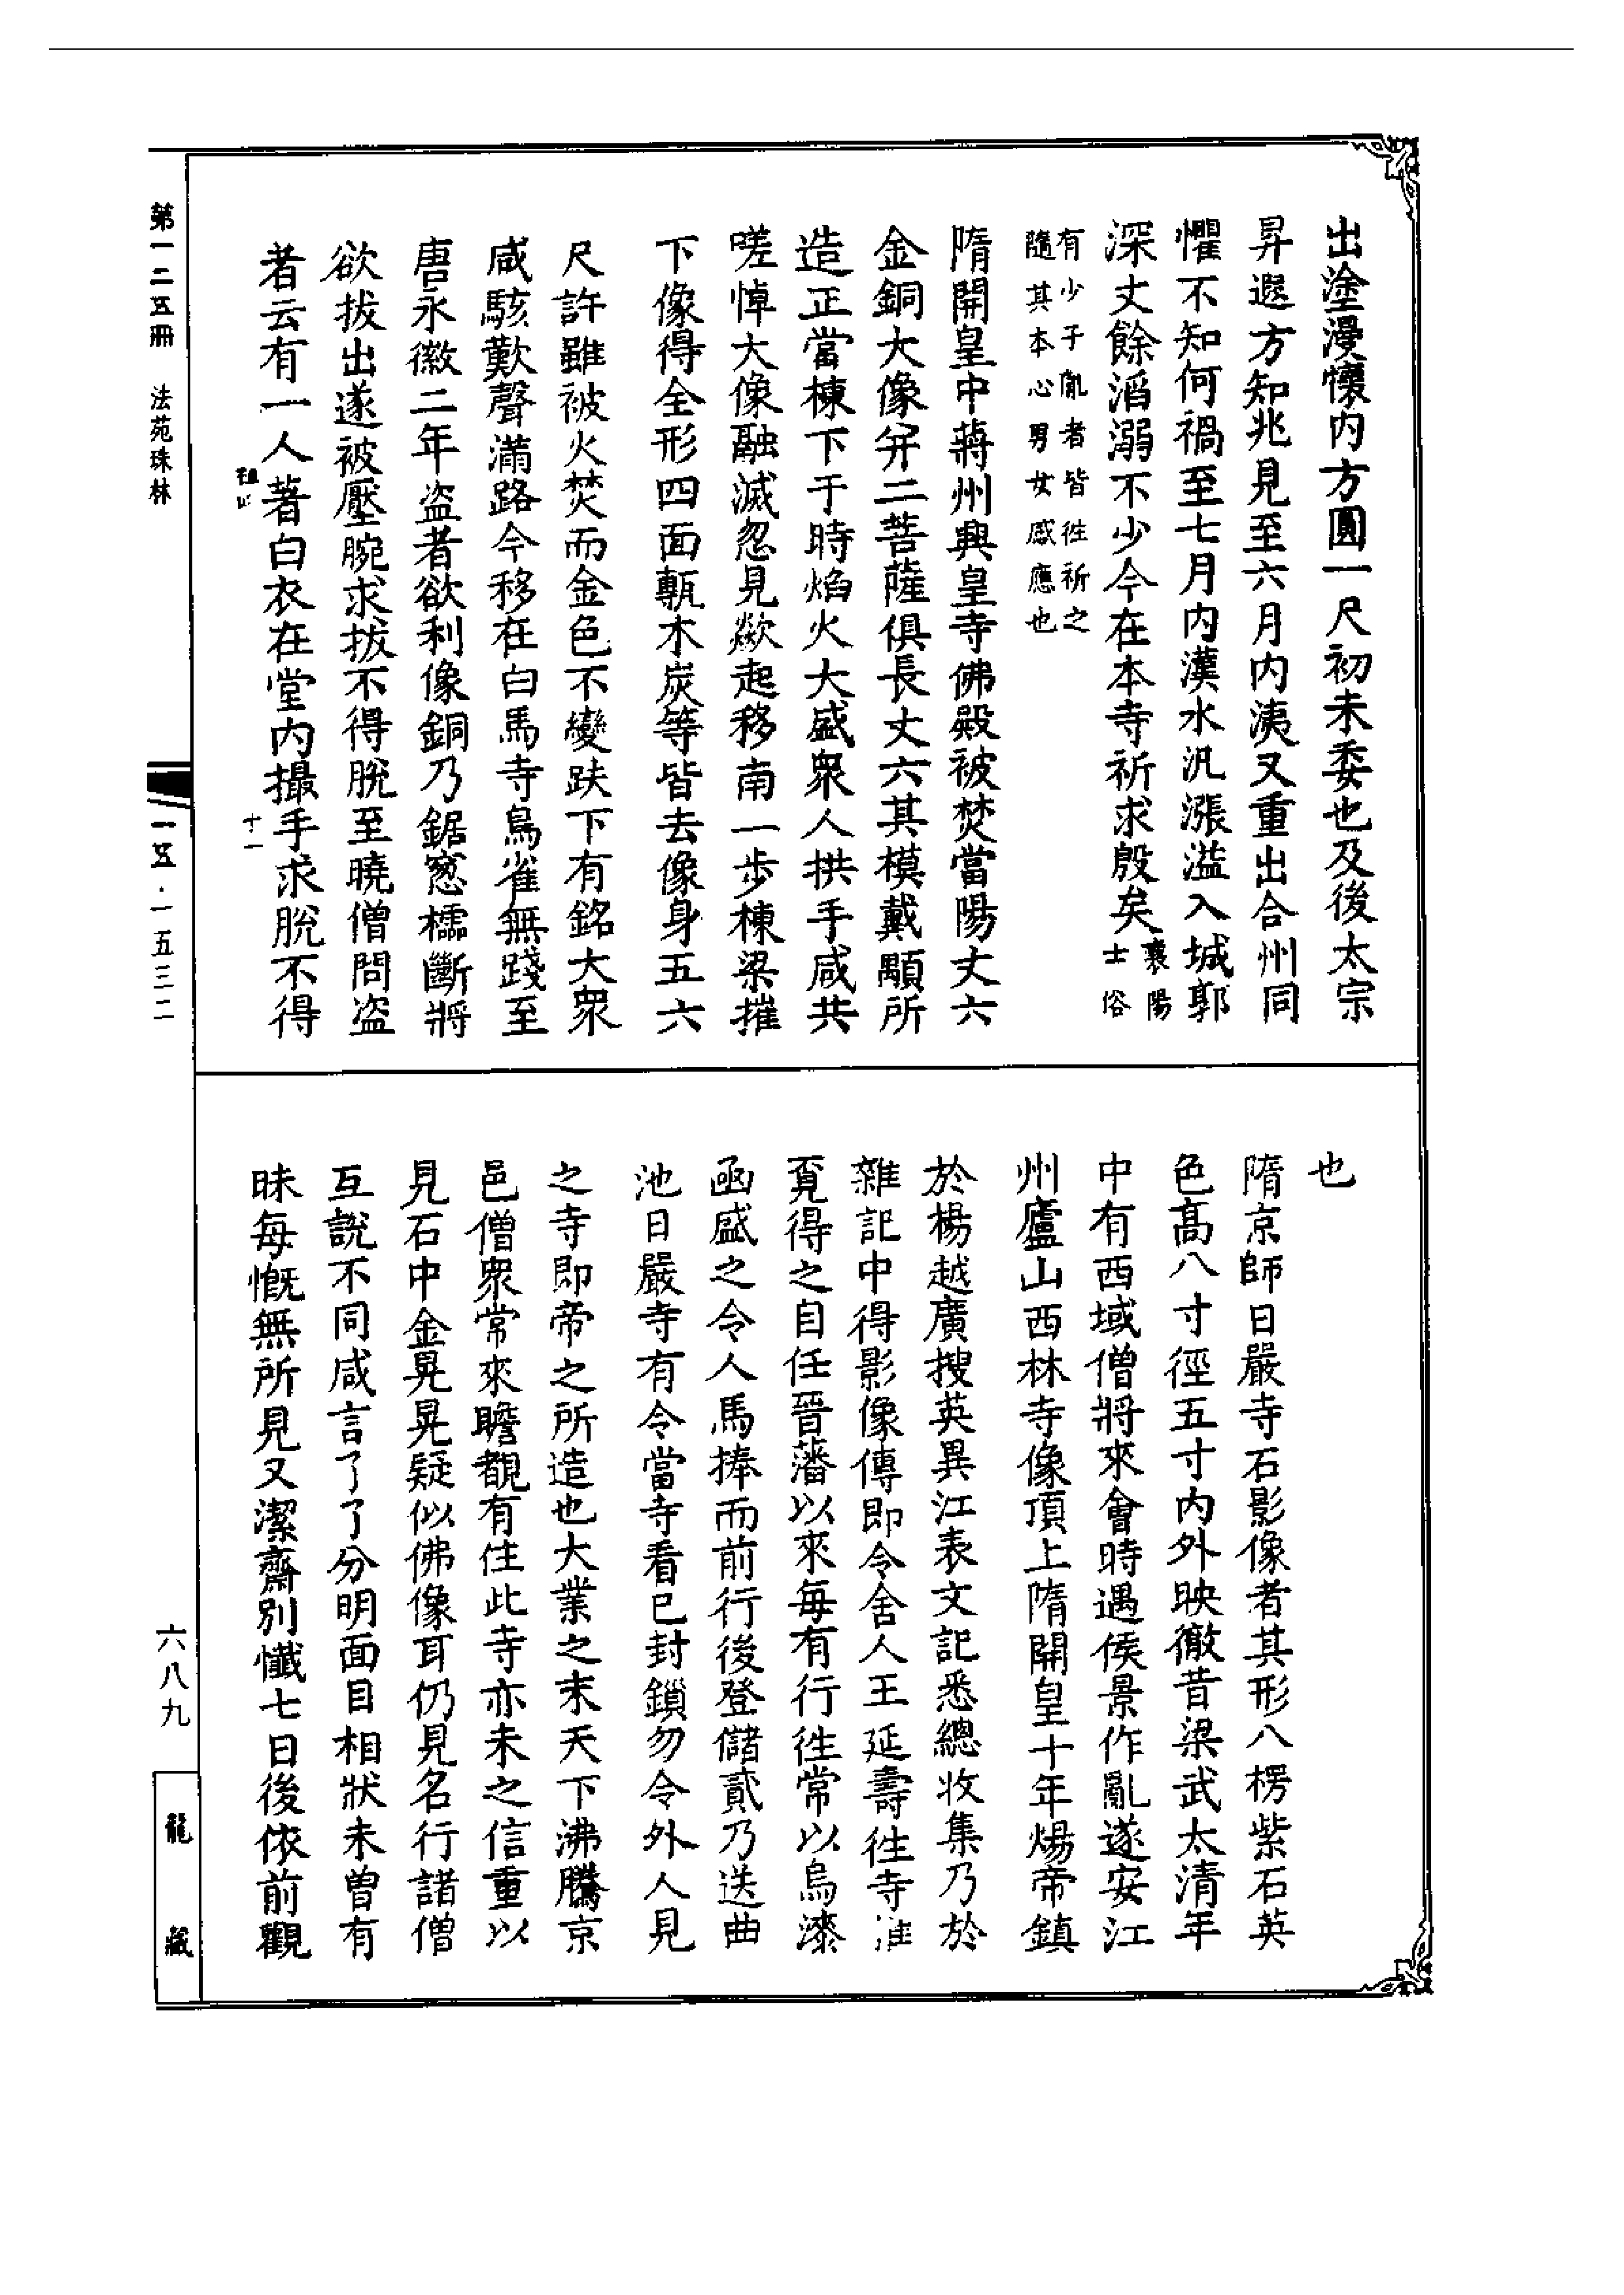 出塗漫懷内方圓一尺初未委也及後太宗
昇遐方知兆見至六月内洟又重出合州同
懼不知何禍至七月内漢水汎漲溢入城郭
深丈餘滔溺不少今在本寺祈求殷矣襄陽士俗
有少子胤者皆往祈之
隨其本心男女感應也
隋開皇中蔣州興皇寺佛殿被焚當陽丈六
金銅大像并二菩薩俱長丈六其模戴顒所
造正當棟下于時焰火大盛衆人拱手咸共
嗟悼大像融滅忽見欻起移南一步棟梁摧
下像得全形四面甎木炭等皆去像身五六
尺許雖被火焚而金色不變趺下有銘大衆
咸駭歎聲滿路今移在白馬寺鳥雀無踐至
唐永徽二年盜者欲利像銅乃鋸窓櫺斷將
欲拔出遂被壓腕求拔不得脫至曉僧問盜
者云有一人著白衣在堂内撮手求脫不得
十一
也
隋京師日嚴寺石影像者其形八楞紫石英
色高八寸徑五寸内外映徹昔梁武太清年
中有西域僧將來會時遇侯景作亂遂安江
州廬山西林寺像頂上隋開皇十年煬帝鎮
於楊越廣搜英異江表文記悉總收集乃於
雜記中得影像傳即令舍人王延壽往寺准
覓得之自任晉蕃以來每有行往常以烏漆
函盛之令人馬捧而前行後登儲貳乃送曲
池日嚴寺有令當寺看已封鎖勿令外人見
之寺即帝之所造也大業之末天下沸騰京
邑僧衆常來瞻覩有住此寺亦未之信重以
見石中金晃晃疑似佛像耳仍見名行諸僧
互說不同咸言了了分明面目相狀未曾有
昧每慨無所見又潔齋別懺七日後依前觀
第一二五冊　法苑珠林
一五·一五三二
六八九
龍藏